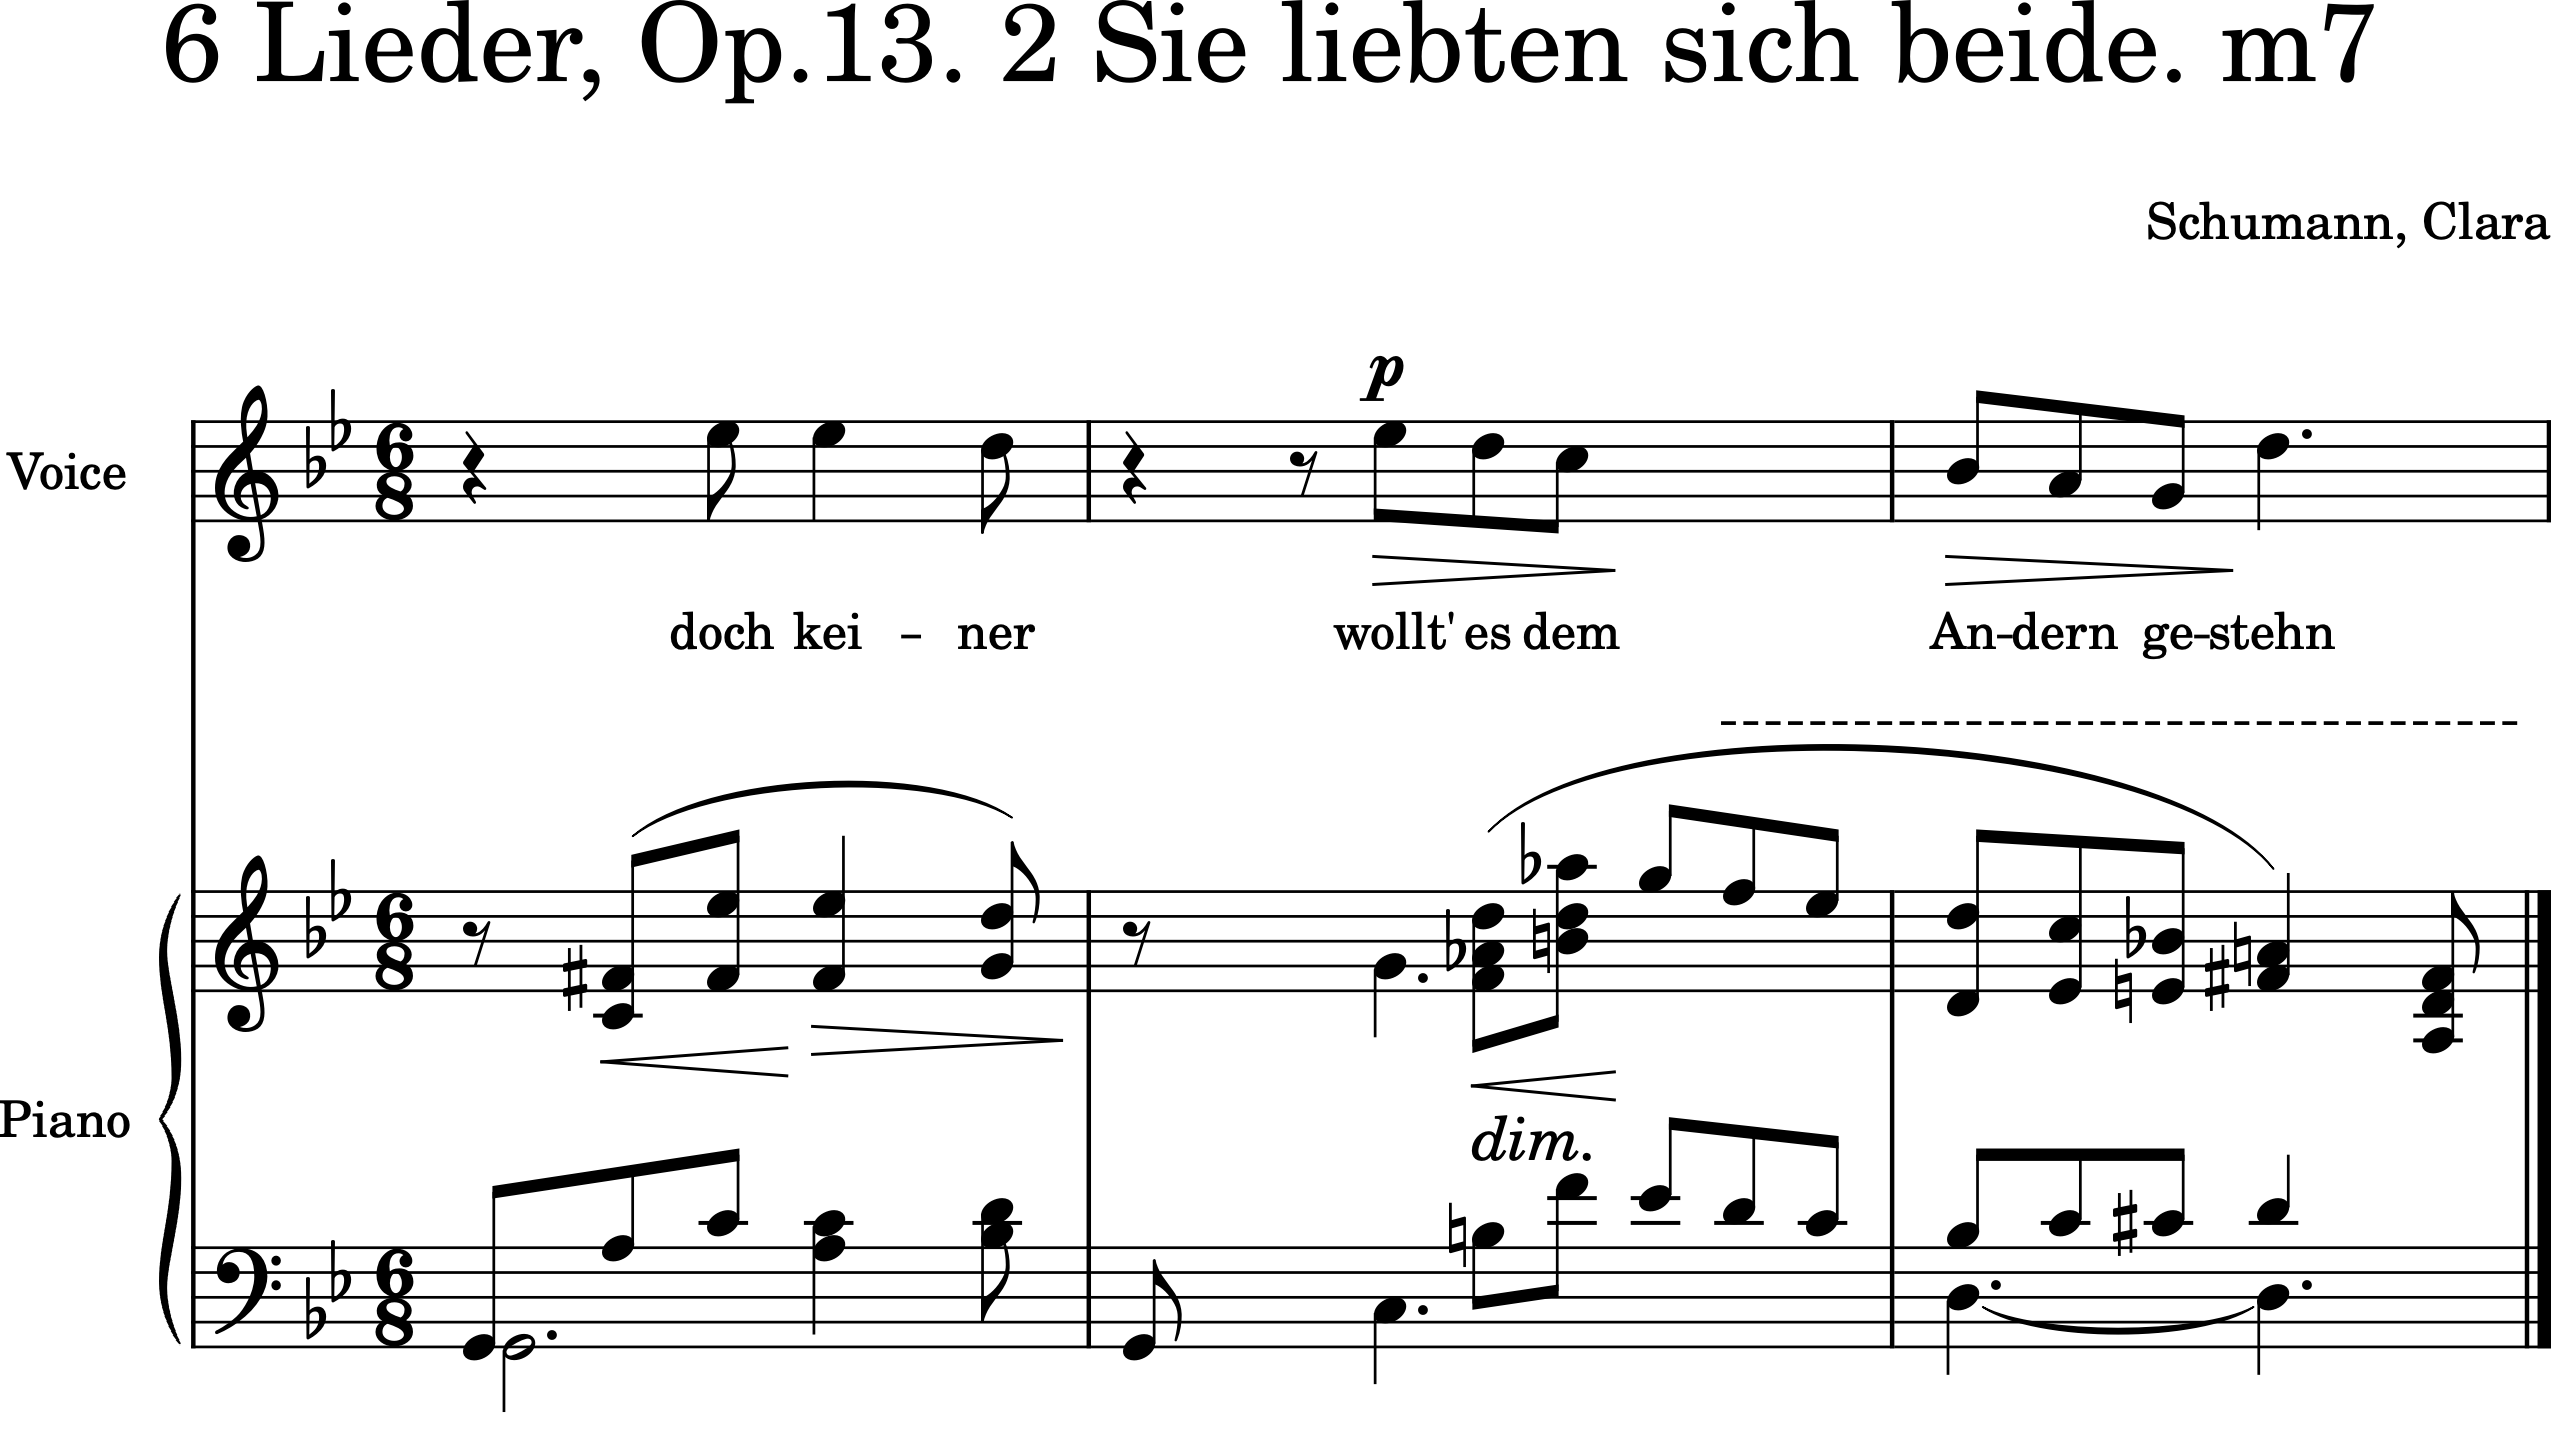 6 Lieder, Op.13. 2 Sie liebten sich beide. m7
Schumann, Clara
p
Voice
doch kei – ner wollt' es dem An–dern ge–stehn
Piano
dim.